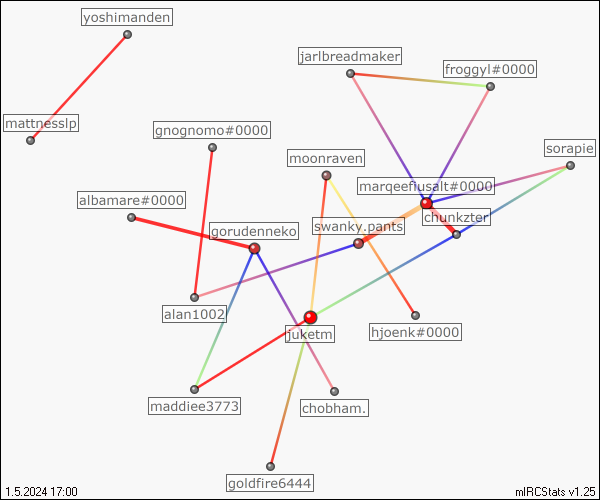 yoshimanden
jarlbreadmaker
froggyl#0000
mattnesslp
gnognomo#0000
moonraven
sorapie
marqeeflusalt#0000
albamare#0000
swanky.pants
chunkzter
gorudenneko
alan1002
juketm
hjoenk#0000
maddiee3773
chobham.
goldfire6444
1.5.2024 17:00
mIRCStats v1.25